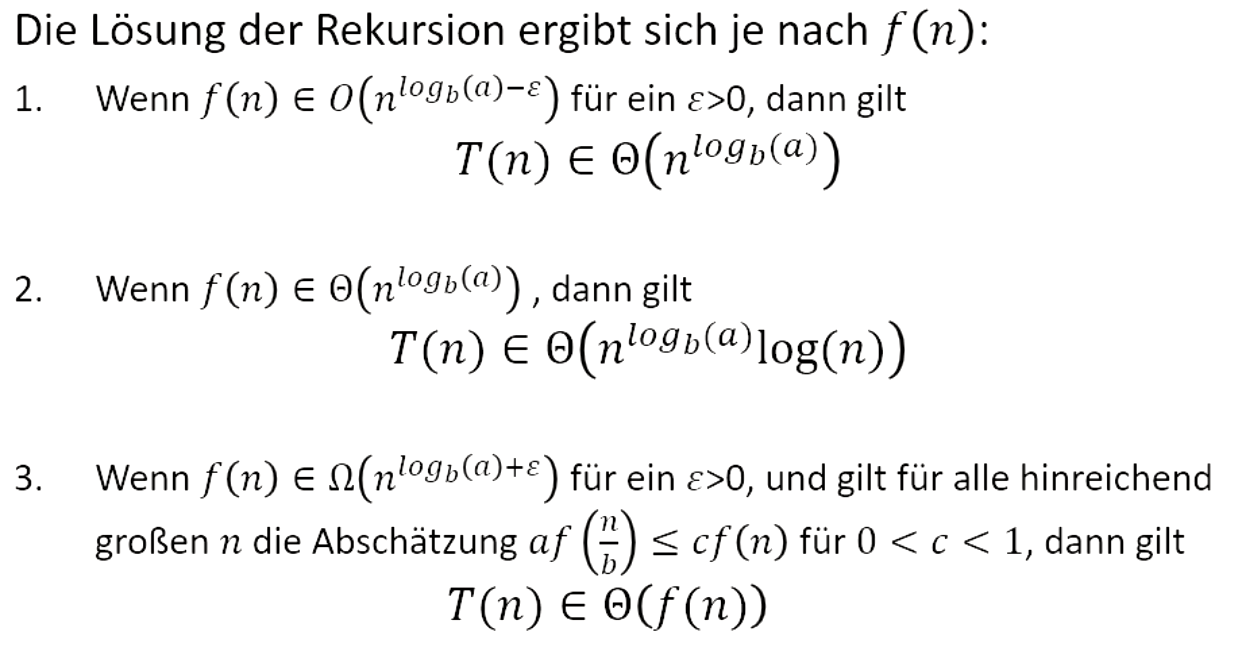 Die Lösung der Rekursion ergibt sich je nach f(n):
1. Wenn f(n) ∈ O(n^{log_b(a)−ε}) für ein ε>0, dann gilt
T(n) ∈ Θ(n^{log_b(a)})
2. Wenn f(n) ∈ Θ(n^{log_b(a)}) , dann gilt
T(n) ∈ Θ(n^{log_b(a)}log(n))
3. Wenn f(n) ∈ Ω(n^{log_b(a)+ε}) für ein ε>0, und gilt für alle hinreichend
großen n die Abschätzung af(n/b) ≤ cf(n) für 0 < c < 1, dann gilt
T(n) ∈ Θ(f(n))